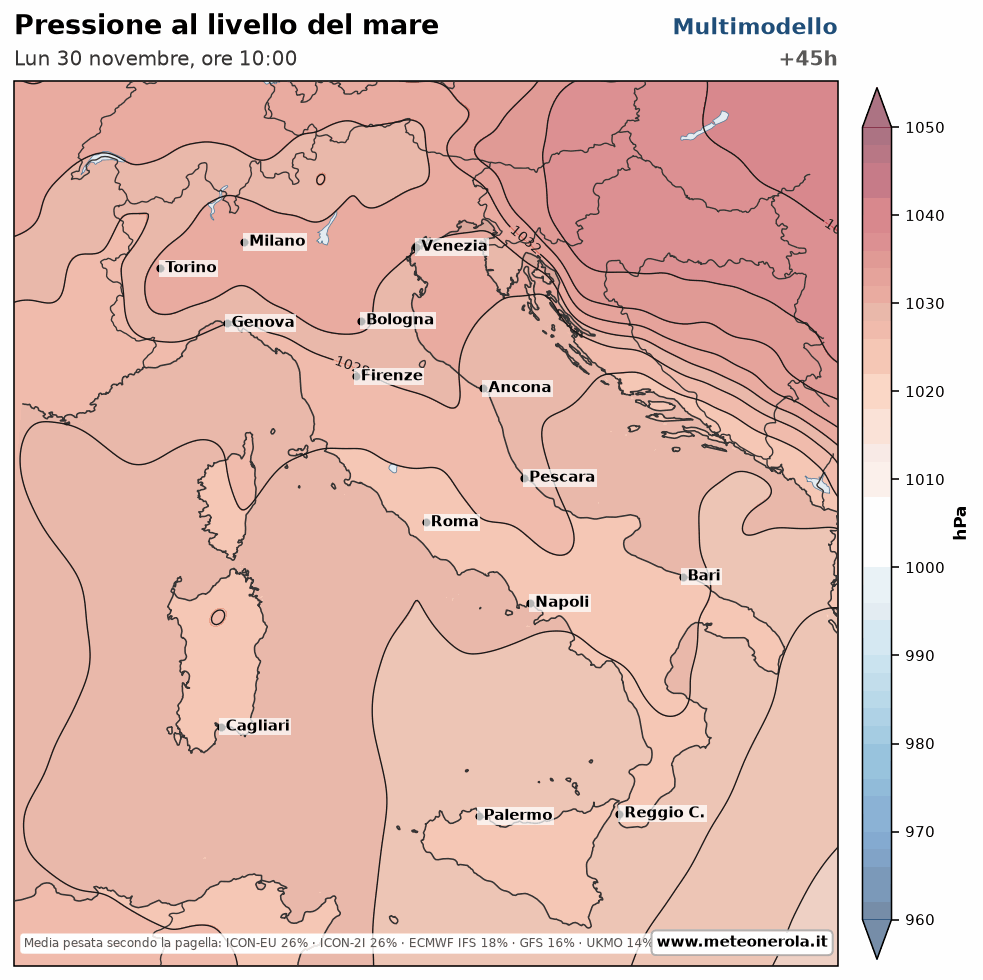 Pressione al livello del mare
Multimodello
Lun 30 novembre, ore 10:00
+45h
1050
1040
1030
1020
1010
1000
990
980
970
960
hPa
1032
Milano
Venezia
Torino
Genova
Bologna
Firenze
Ancona
Pescara
Roma
Bari
Napoli
Cagliari
Palermo
Reggio C.
Media pesata secondo la pagella: ICON-EU 26% · ICON-2I 26% · ECMWF IFS 18% · GFS 16% · UKMO 14%
www.meteonerola.it